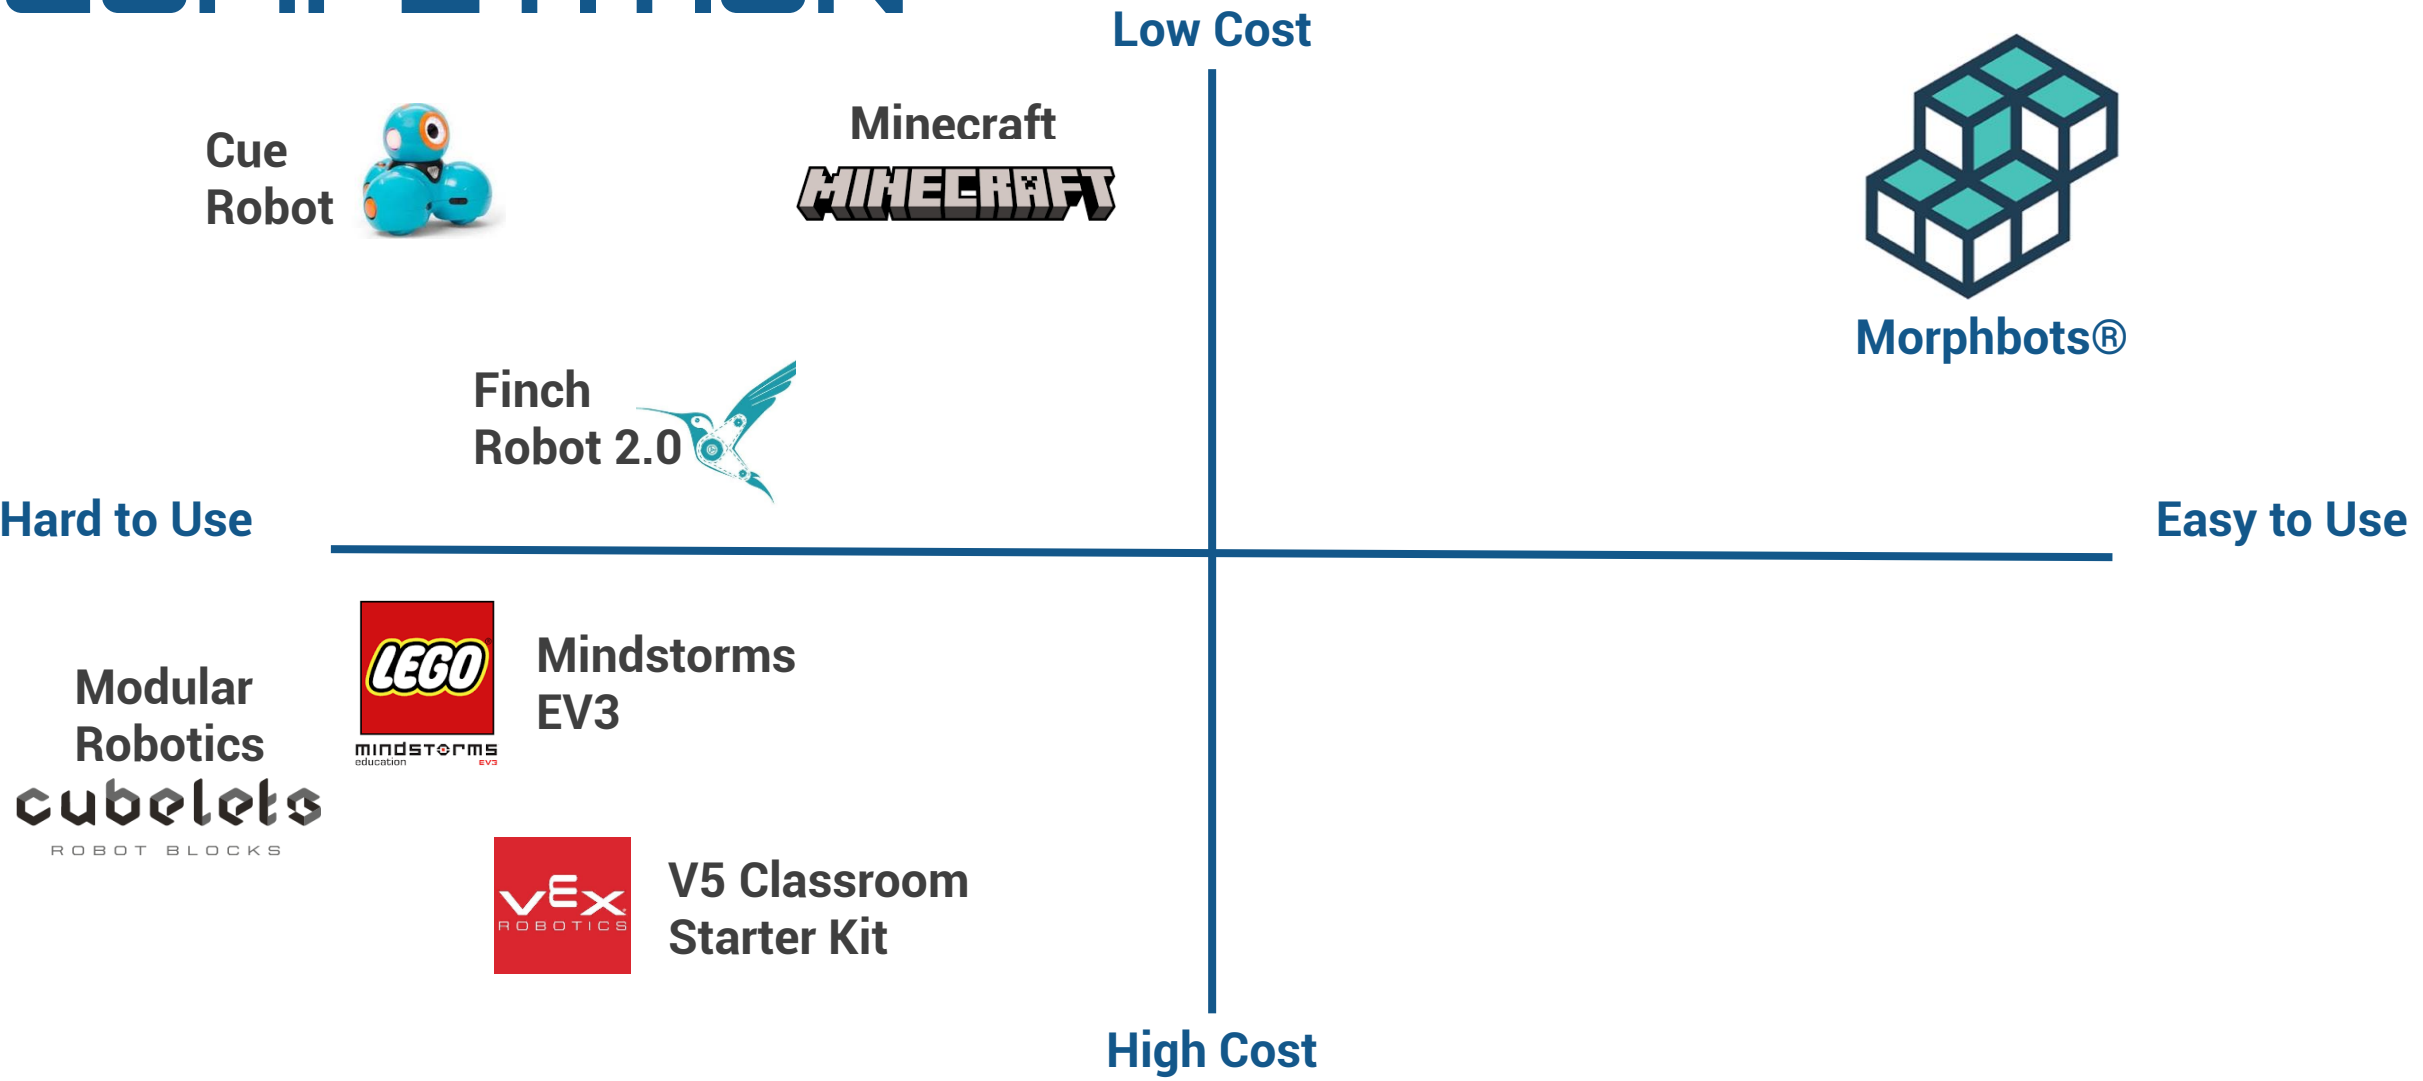 COMPETITION
Low Cost
Cue
Robot
Minecraft
MINECRAFT
Morphbots®
Finch
Robot 2.0
Hard to Use
Easy to Use
LEGO
mindstorms
education EV3
Mindstorms
EV3
Modular
Robotics
cubelets
ROBOT BLOCKS
VEX
ROBOTICS
V5 Classroom
Starter Kit
High Cost